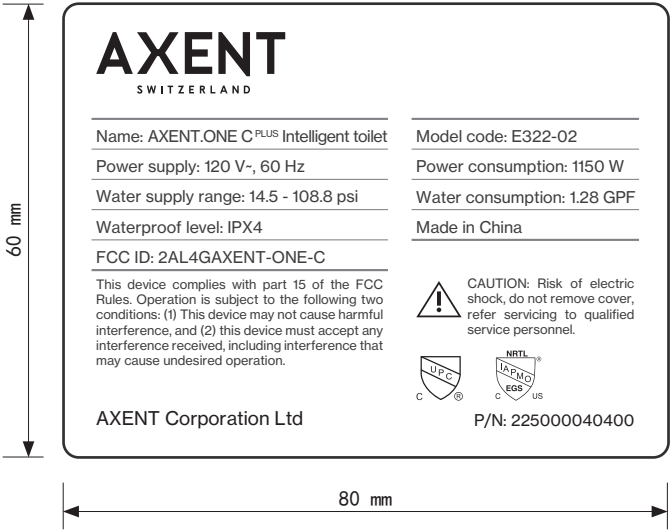 AXENT
SWITZERLAND
Name: AXENT.ONE C PLUS Intelligent toilet
Model code: E322-02
Power supply: 120 V~, 60 Hz
Power consumption: 1150 W
Water supply range: 14.5 - 108.8 psi
Water consumption: 1.28 GPF
Waterproof level: IPX4
Made in China
FCC ID: 2AL4GAXENT-ONE-C
This device complies with part 15 of the FCC
Rules. Operation is subject to the following two
conditions: (1) This device may not cause harmful
interference, and (2) this device must accept any
interference received, including interference that
may cause undesired operation.
CAUTION: Risk of electric
shock, do not remove cover,
refer servicing to qualified
service personnel.
UPC
C ®
NRTL
®
IAPMO
EGS
C US
AXENT Corporation Ltd
P/N: 225000040400
60 mm
80 mm